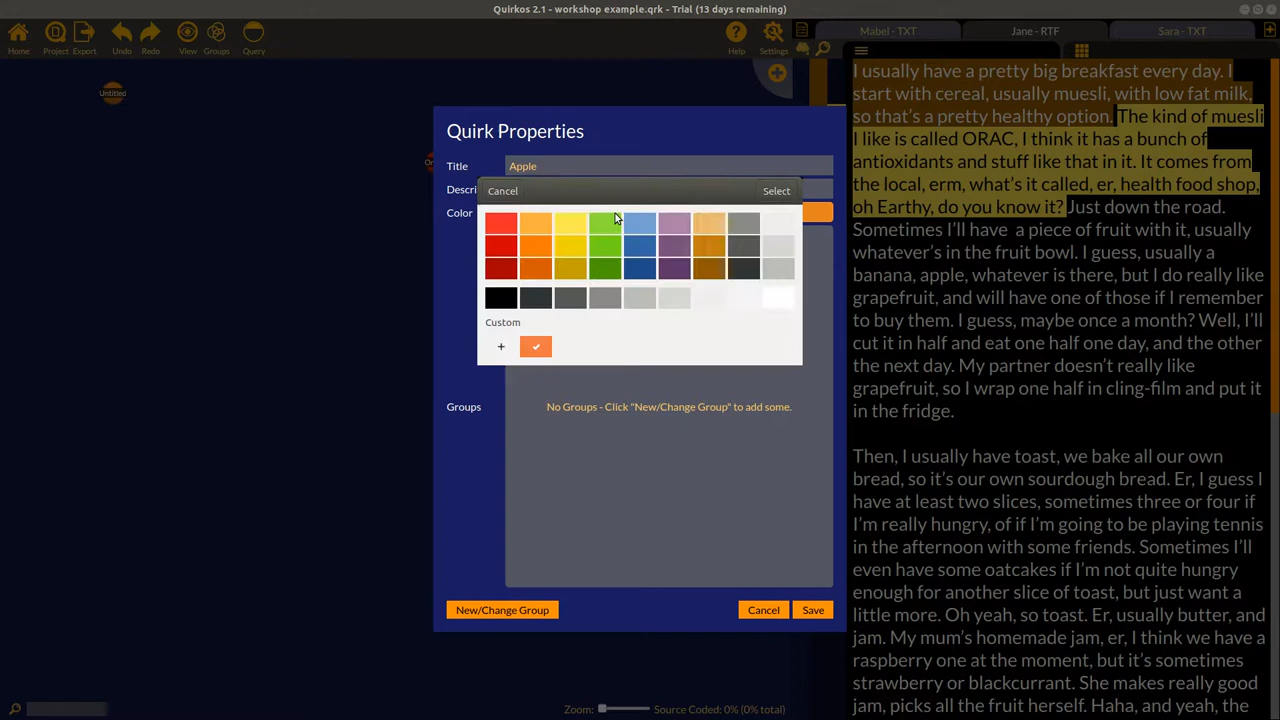 Quirkos 2.1 - workshop example.qrk - Trial (13 days remaining)
Home
Project
Export
Undo
Redo
View
Groups
Query
Help
Settings
Mabel - TXT
Jane - RTF
Sara - TXT
Untitled
Quirk Properties
Title
Apple
Descri
Color
Cancel
Select
Custom
Groups
No Groups - Click "New/Change Group" to add some.
New/Change Group
Cancel
Save
Zoom:
Source Coded: 0% (0% total)
I usually have a pretty big breakfast every day. I
start with cereal, usually muesli, with low fat milk,
so that's a pretty healthy option. The kind of muesli
I like is called ORAC, I think it has a bunch of
antioxidants and stuff like that in it. It comes from
the local, erm, what's it called, er, health food shop,
oh Earthy, do you know it? Just down the road.
Sometimes I'll have a piece of fruit with it, usually
whatever's in the fruit bowl. I guess, usually a
banana, apple, whatever is there, but I do really like
grapefruit, and will have one of those if I remember
to buy them. I guess, maybe once a month? Well, I'll
cut it in half and eat one half one day, and the other
the next day. My partner doesn't really like
grapefruit, so I wrap one half in cling-film and put it
in the fridge.
Then, I usually have toast, we bake all our own
bread, so it's our own sourdough bread. Er, I guess I
have at least two slices, sometimes three or four if
I'm really hungry, of if I'm going to be playing tennis
in the afternoon with some friends. Sometimes I'll
even have some oatcakes if I'm not quite hungry
enough for another slice of toast, but just want a
little more. Oh yeah, so toast. Er, usually butter, and
jam. My mum's homemade jam, er, I think we have a
raspberry one at the moment, but it's sometimes
strawberry or blackcurrant. She makes really good
jam, picks all the fruit herself. Haha, and yeah, the